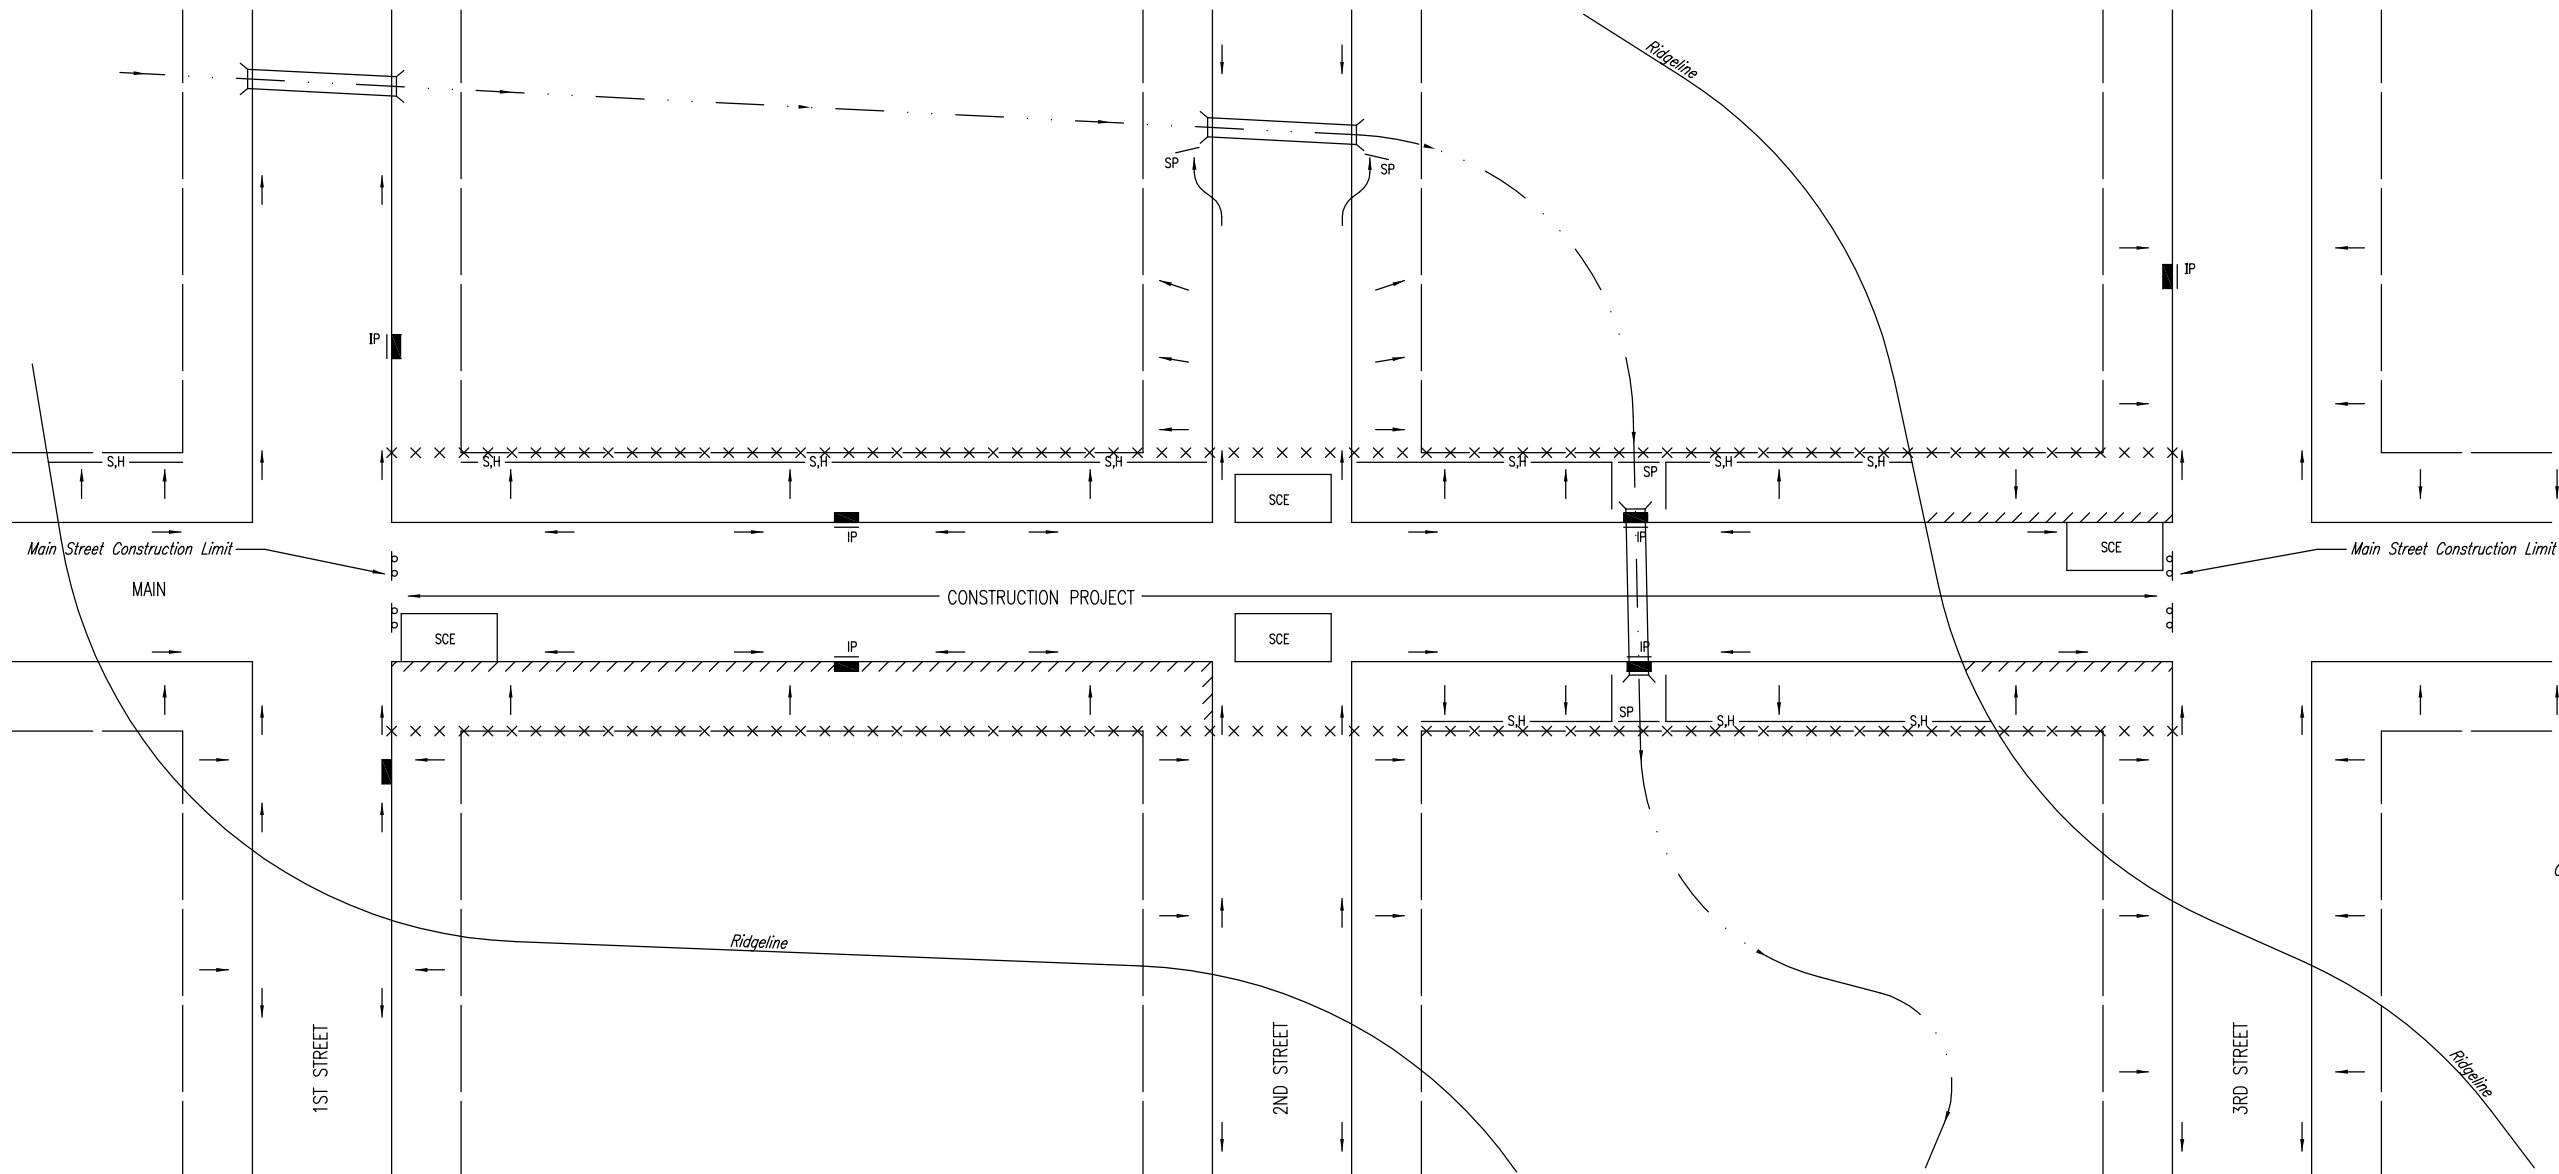 Ridgeline
SP
SP
IP
IP
S,H
S,H
S,H
S,H
S,H
S,H
S,H
SP
SCE
IP
IP
SCE
Main Street Construction Limit
Main Street Construction Limit
MAIN
CONSTRUCTION PROJECT
SCE
SCE
IP
IP
S,H
SP
S,H
S,H
Ridgeline
1ST STREET
2ND STREET
3RD STREET
Ridgeline